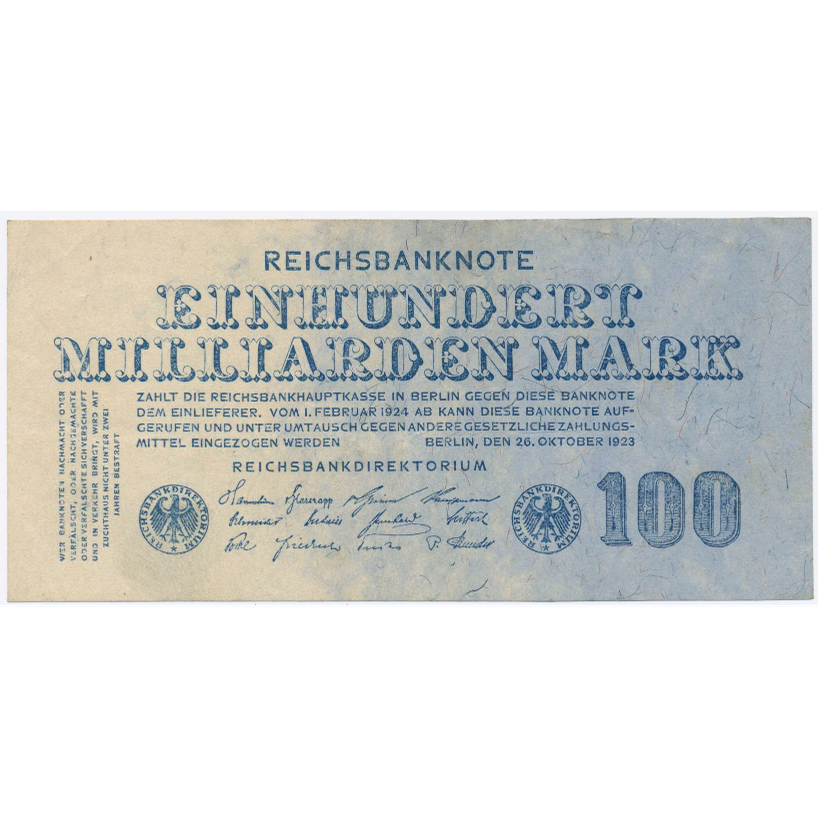 REICHSBANKNOTE
EINHUNDERT
MILLIARDEN MARK
ZAHLT DIE REICHSBANKHAUPTKASSE IN BERLIN GEGEN DIESE BANKNOTE
DEM EINLIEFERER. VOM 1. FEBRUAR 1924 AB KANN DIESE BANKNOTE AUF-
GERUFEN UND UNTER UMTAUSCH GEGEN ANDERE GESETZLICHE ZAHLUNGS-
MITTEL EINGEZOGEN WERDEN BERLIN, DEN 26. OKTOBER 1923
REICHSBANKDIREKTORIUM
REICHSBANKDIREKTORIUM
REICHSBANKDIREKTORIUM
100
WER BANKNOTEN NACHMACHT ODER
VERFÄLSCHT, ODER NACHGEMACHTE
ODER VERFÄLSCHTE SICH VERSCHAFFT
UND IN VERKEHR BRINGT, WIRD MIT
ZUCHTHAUS NICHT UNTER ZWEI
JAHREN BESTRAFT